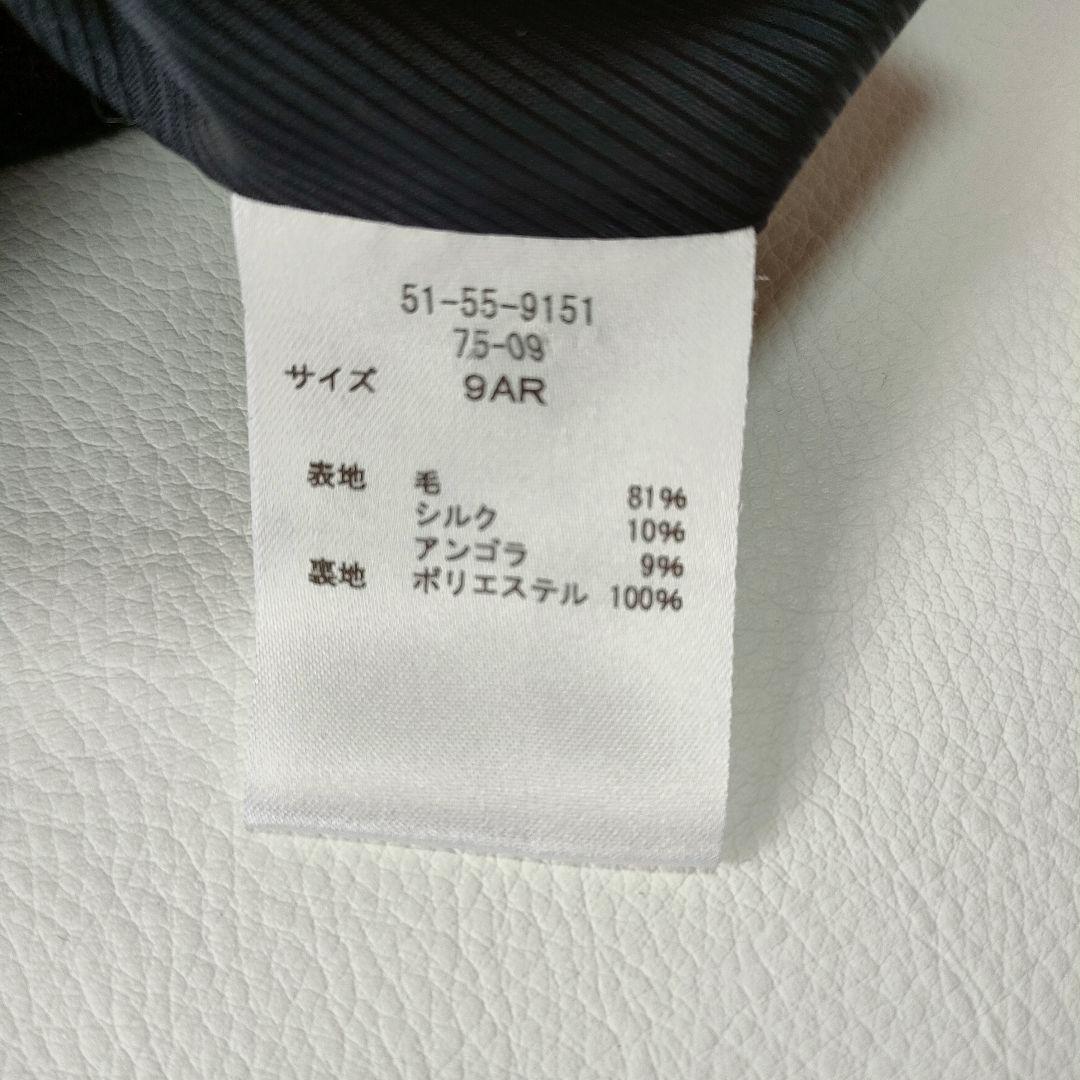 51-55-9151
75-09
サイズ 9AR
表地 毛 81%
シルク 10%
アンゴラ 9%
裏地 ポリエステル 100%